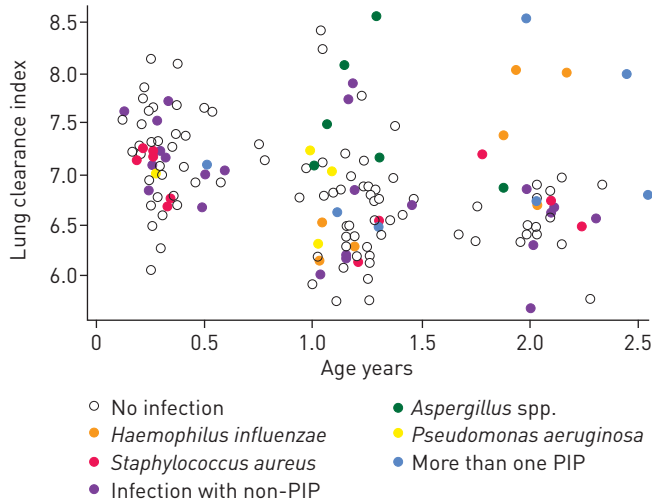 8.5
8.0
7.5
7.0
6.5
6.0
Lung clearance index
0 0.5 1.0 1.5 2.0 2.5
Age years
No infection
Haemophilus influenzae
Staphylococcus aureus
Infection with non-PIP
Aspergillus spp.
Pseudomonas aeruginosa
More than one PIP